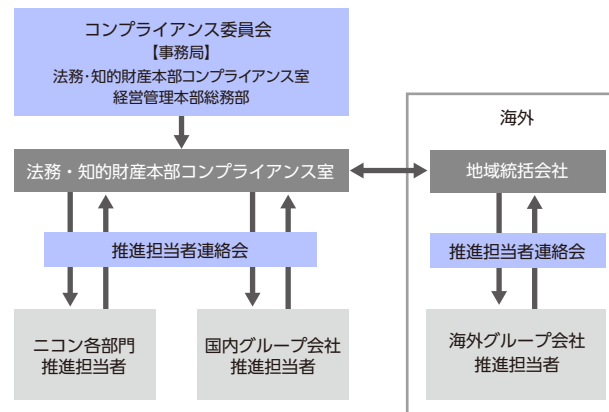 コンプライアンス委員会
【事務局】
法務・知的財産本部コンプライアンス室
経営管理本部総務部
海外
法務・知的財産本部コンプライアンス室
地域統括会社
推進担当者連絡会
推進担当者連絡会
ニコン各部門
推進担当者
国内グループ会社
推進担当者
海外グループ会社
推進担当者